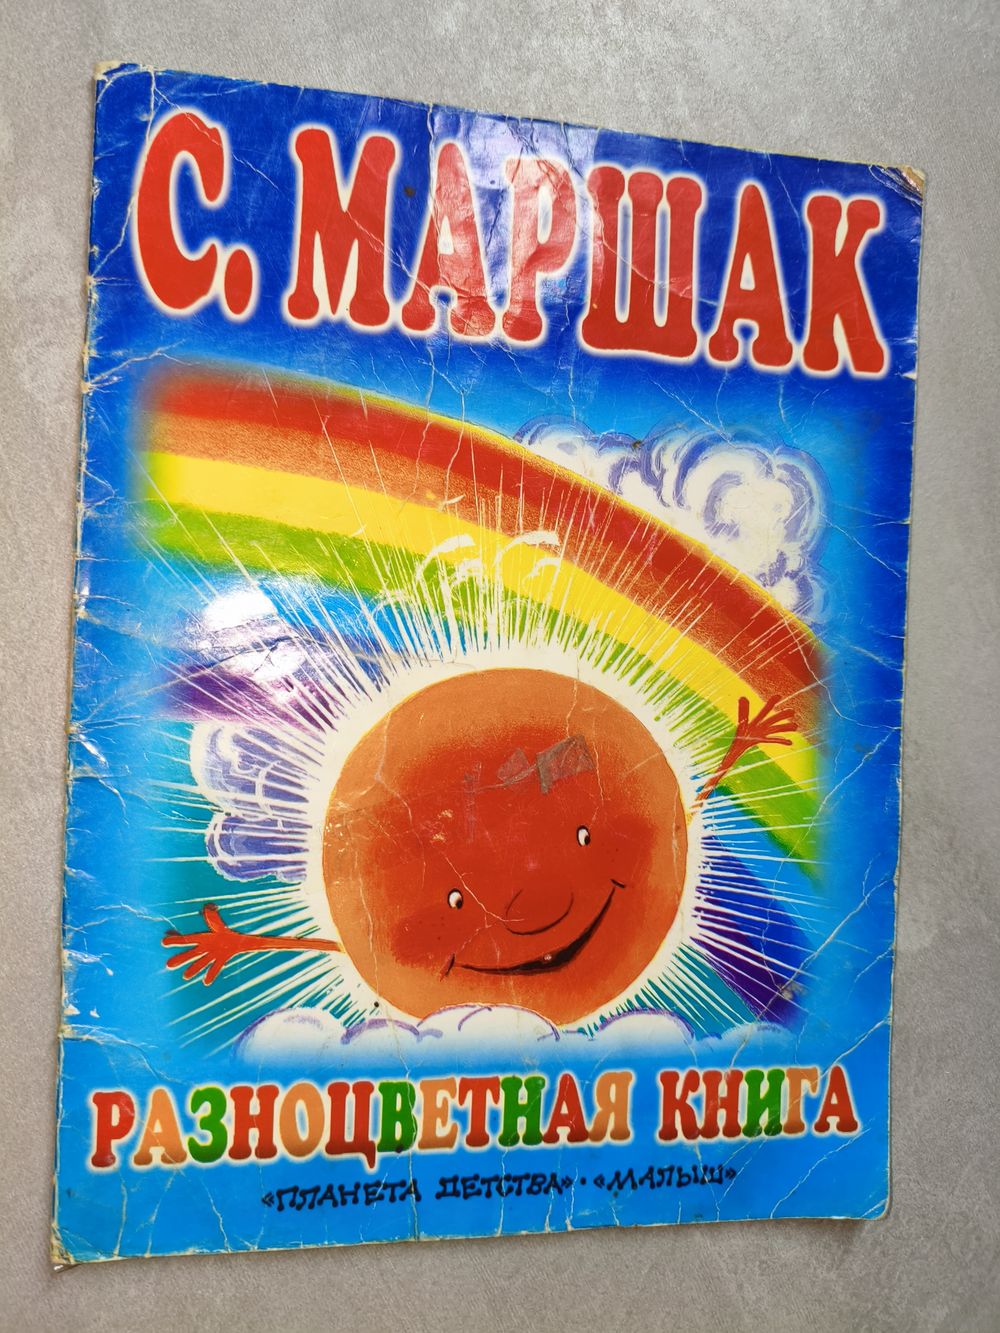 С. МАРШАК
РАЗНОЦВЕТНАЯ КНИГА
«ПЛАНЕТА ДЕТСТВА» · «МАЛЫШ»